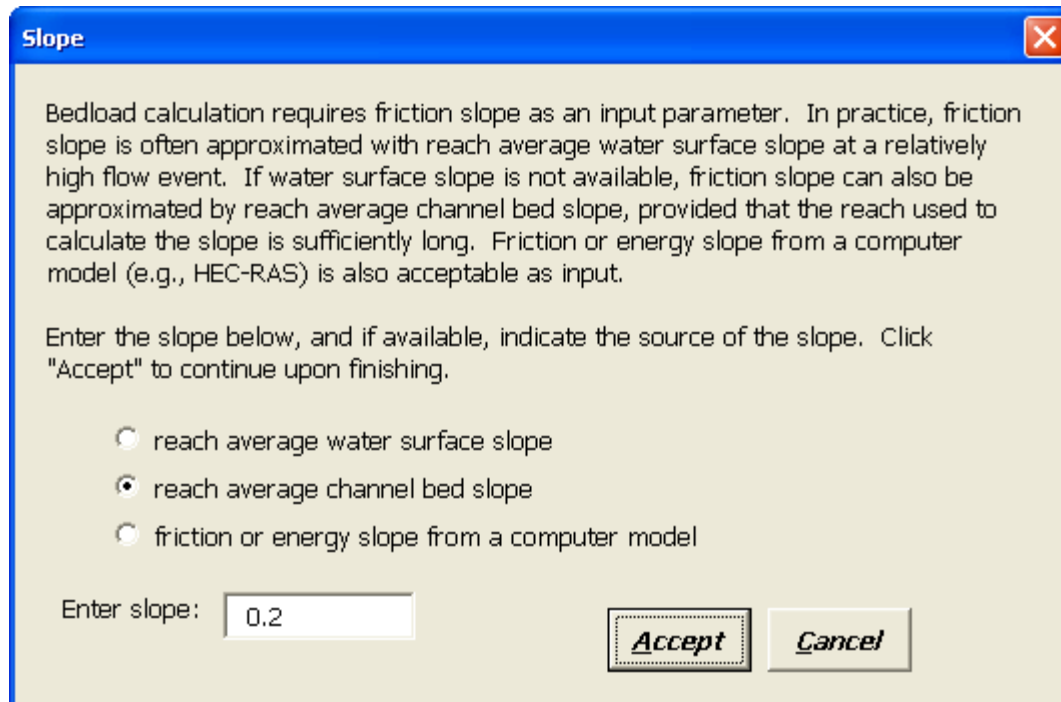 Slope
Bedload calculation requires friction slope as an input parameter.  In practice, friction
slope is often approximated with reach average water surface slope at a relatively
high flow event.  If water surface slope is not available, friction slope can also be
approximated by reach average channel bed slope, provided that the reach used to
calculate the slope is sufficiently long.  Friction or energy slope from a computer
model (e.g., HEC-RAS) is also acceptable as input.
Enter the slope below, and if available, indicate the source of the slope.  Click
"Accept" to continue upon finishing.
reach average water surface slope
reach average channel bed slope
friction or energy slope from a computer model
Enter slope: 0.2
Accept Cancel